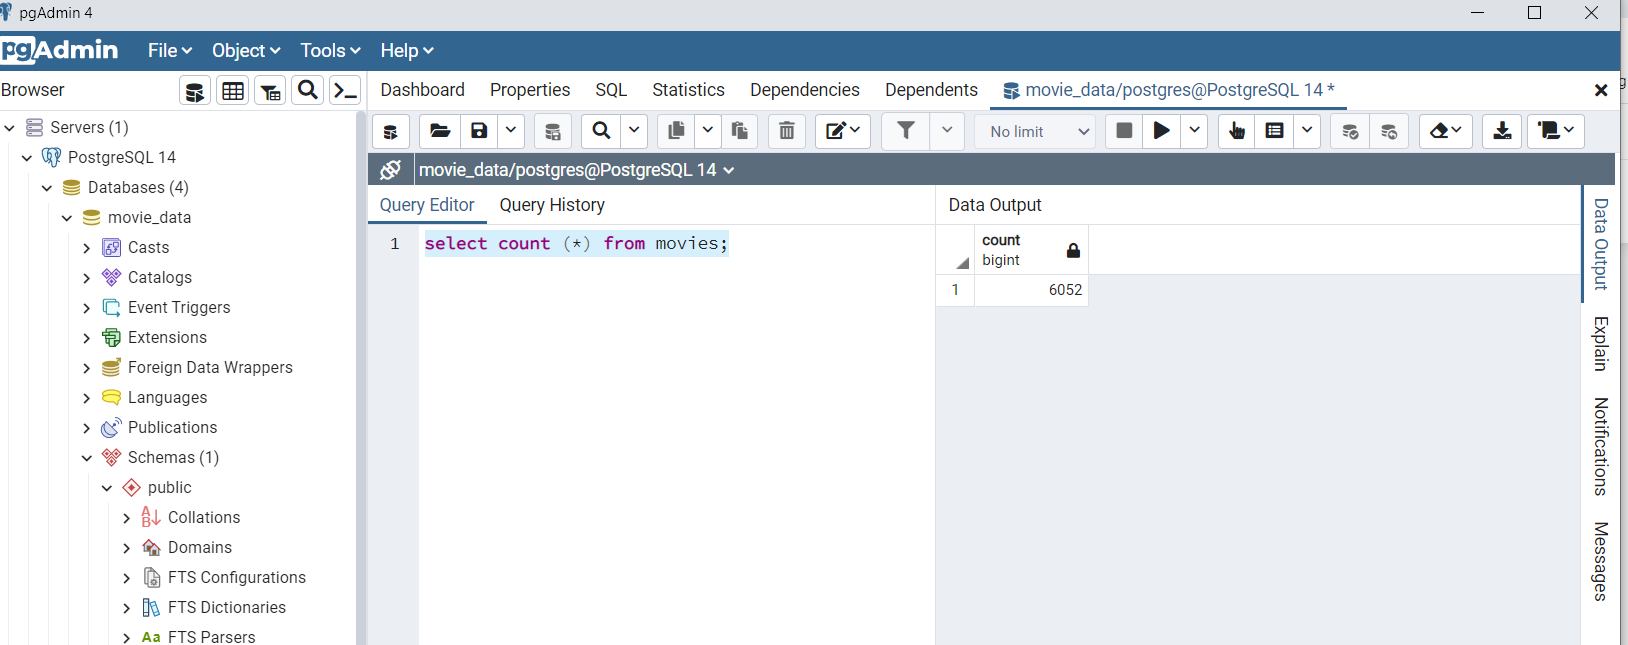 pgAdmin 4
pgAdmin File Object Tools Help
Browser
Dashboard Properties SQL Statistics Dependencies Dependents movie_data/postgres@PostgreSQL 14 *
No limit
movie_data/postgres@PostgreSQL 14
Servers (1)
PostgreSQL 14
Databases (4)
movie_data
Casts
Catalogs
Event Triggers
Extensions
Foreign Data Wrappers
Languages
Publications
Schemas (1)
public
Collations
Domains
FTS Configurations
FTS Dictionaries
Aa FTS Parsers
Query Editor Query History
1 select count (*) from movies;
Data Output
count
bigint
1 6052
Data Output
Explain
Notifications
Messages